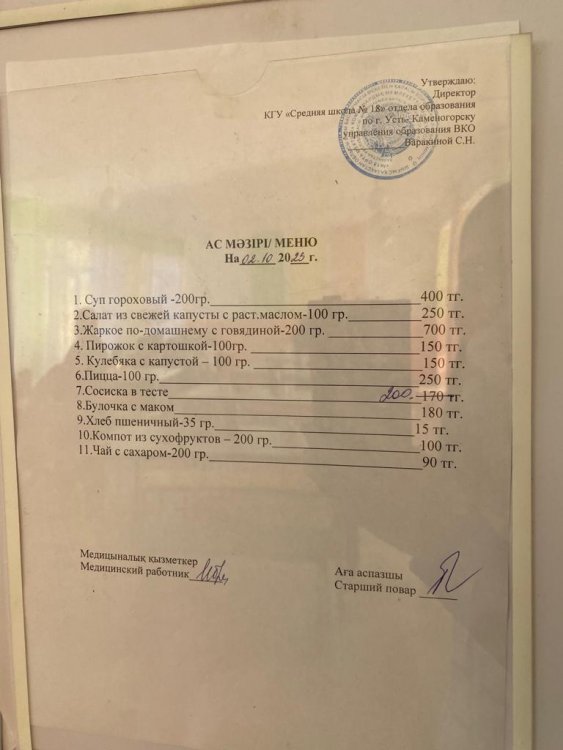 Утверждаю:
Директор
КГУ «Средняя школа № 18» отдела образования
по г. Усть-Каменогорску
управления образования ВКО
Варакиной С.Н.
АС МӘЗІРІ/ МЕНЮ
На 02.10 2025 г.
1. Суп гороховый -200гр. 400 тг.
2.Салат из свежей капусты с раст.маслом-100 гр. 250 тг.
3.Жаркое по-домашнему с говядиной-200 гр. 700 тг.
4. Пирожок с картошкой-100гр. 150 тг.
5. Кулебяка с капустой – 100 гр. 150 тг.
6.Пицца-100 гр. 250 тг.
7.Сосиска в тесте 200. 170 тг.
8.Булочка с маком 180 тг.
9.Хлеб пшеничный-35 гр. 15 тг.
10.Компот из сухофруктов – 200 гр. 100 тг.
11.Чай с сахаром-200 гр. 90 тг.
Медициналық қызметкер
Медицинский работник
Аға аспазшы
Старший повар